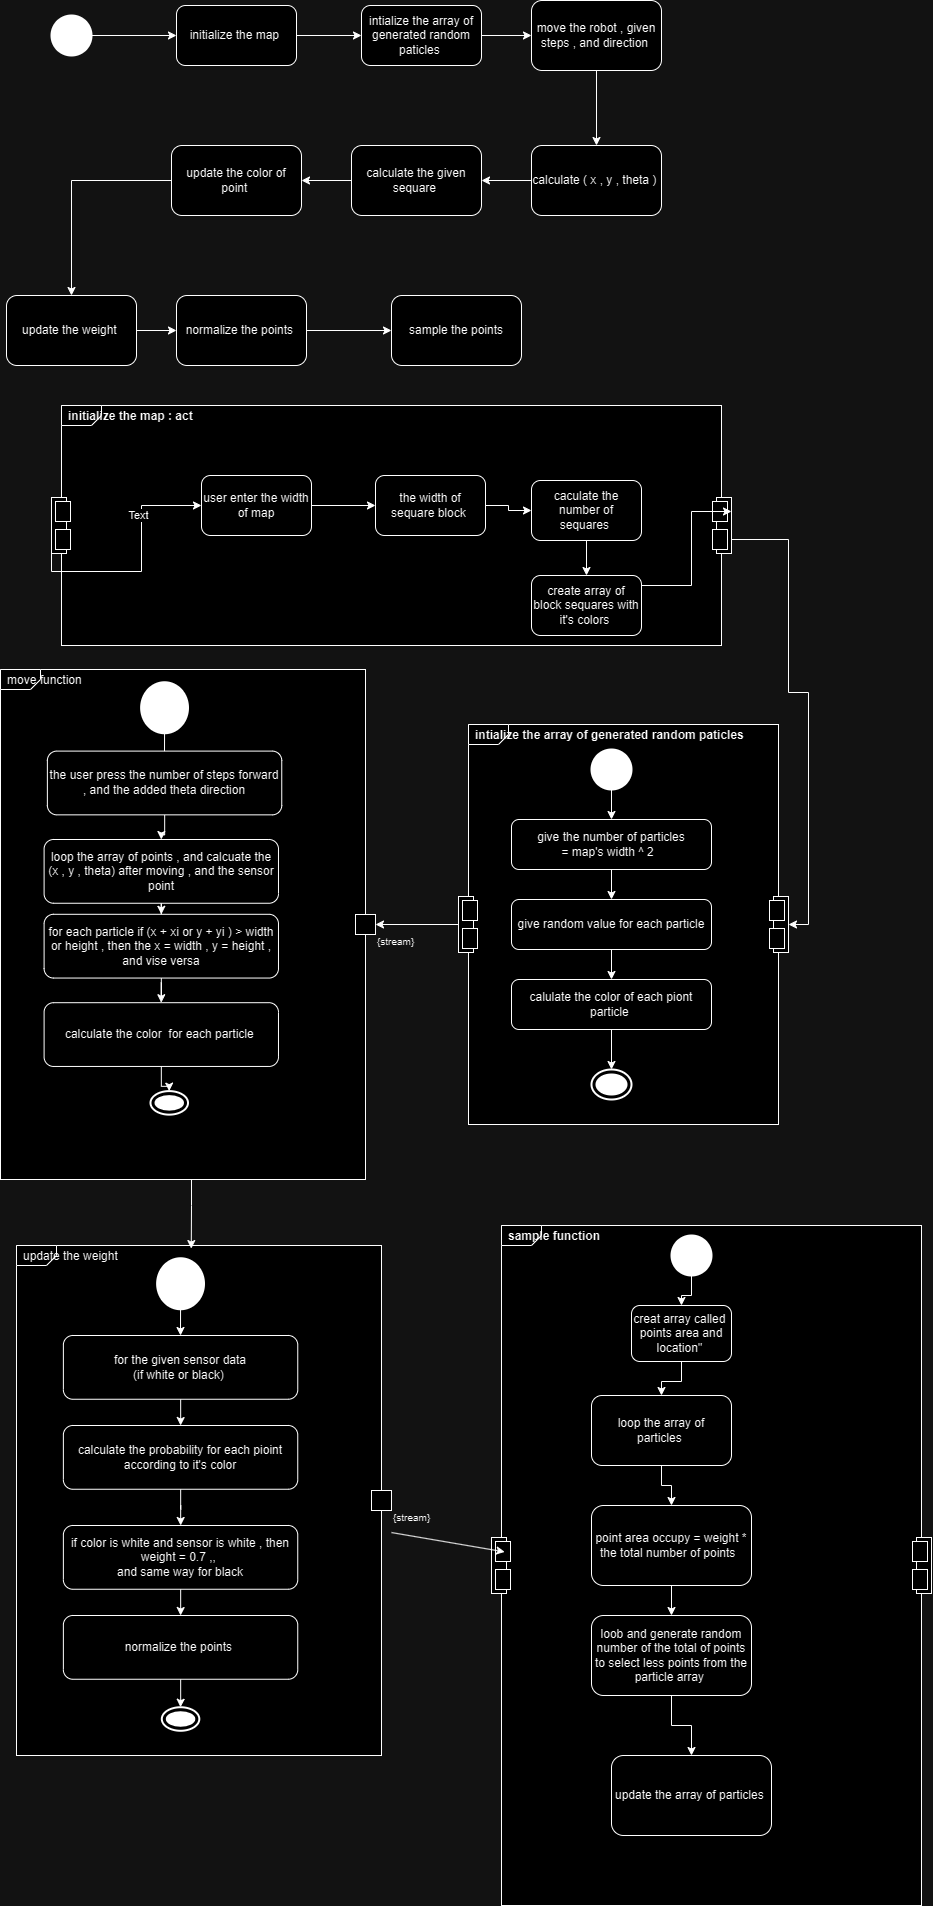 initialize the map
intialize the array of
generated random
paticles
move the robot , given
steps , and direction
update the color of
point
calculate the given
sequare
calculate ( x , y , theta )
update the weight
normalize the points
sample the points
initialize the map : act
Text
user enter the width
of map
the width of
sequare block
caculate the
number of
sequares
create array of
block sequares with
it's colors
move function
the user press the number of steps forward
, and the added theta direction
loop the array of points , and calcuate the
(x , y , theta) after moving , and the sensor
point
for each particle if (x + xi or y + yi ) > width
or height , then the x = width , y = height ,
and vise versa
calculate the color  for each particle
{stream}
intialize the array of generated random paticles
give the number of particles
= map's width ^ 2
give random value for each particle
calulate the color of each piont
particle
update the weight
for the given sensor data
(if white or black)
calculate the probability for each pioint
according to it's color
if color is white and sensor is white , then
weight = 0.7 ,,
and same way for black
normalize the points
{stream}
sample function
creat array called
points area and
location"
loop the array of
particles
point area occupy = weight *
the total number of points
loob and generate random
number of the total of points
to select less points from the
particle array
update the array of particles